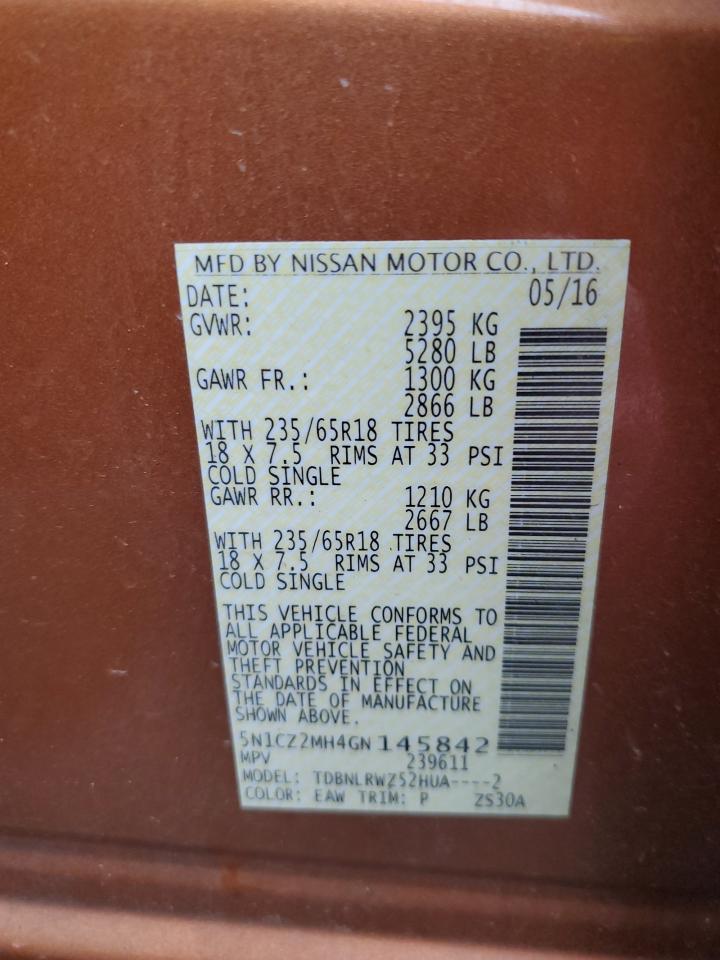 MFD BY NISSAN MOTOR CO., LTD.
DATE: 05/16
GVWR: 2395 KG
5280 LB
GAWR FR.: 1300 KG
2866 LB
WITH 235/65R18 TIRES
18 X 7.5 RIMS AT 33 PSI
COLD SINGLE
GAWR RR.: 1210 KG
2667 LB
WITH 235/65R18 TIRES
18 X 7.5 RIMS AT 33 PSI
COLD SINGLE
THIS VEHICLE CONFORMS TO
ALL APPLICABLE FEDERAL
MOTOR VEHICLE SAFETY AND
THEFT PREVENTION
STANDARDS IN EFFECT ON
THE DATE OF MANUFACTURE
SHOWN ABOVE.
5N1CZ2MH4GN145842
MPV 239611
MODEL: TDBNLRWZ52HUA----2
COLOR: EAW TRIM: P ZS30A